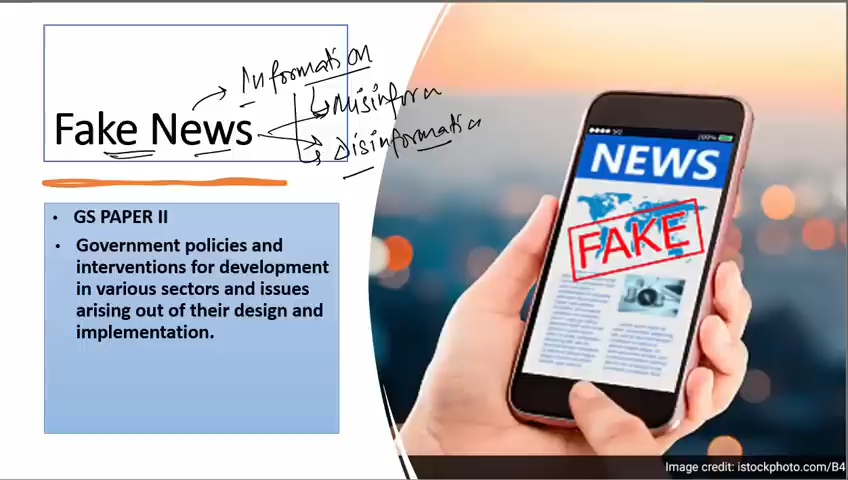 Information
Misinform
Disinformatio
Fake News
• GS PAPER II
• Government policies and
interventions for development
in various sectors and issues
arising out of their design and
implementation.
NEWS
FAKE
Image credit: istockphoto.com/B4